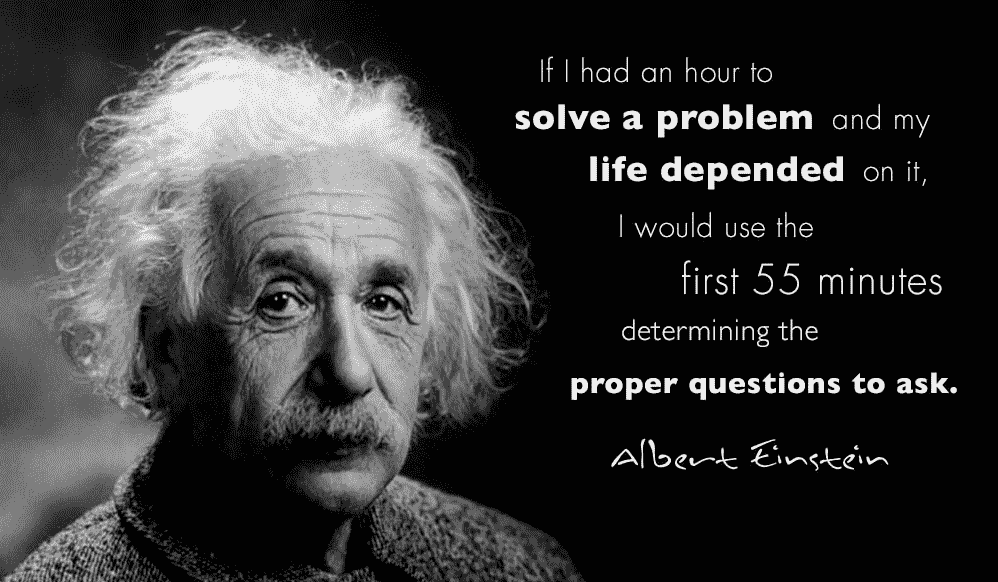 If I had an hour to
solve a problem and my
life depended on it,
I would use the
first 55 minutes
determining the
proper questions to ask.
Albert Einstein